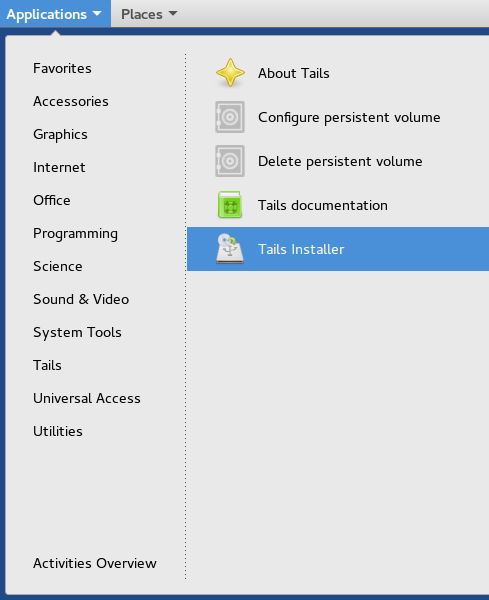 Applications Places
Favorites
Accessories
Graphics
Internet
Office
Programming
Science
Sound & Video
System Tools
Tails
Universal Access
Utilities
Activities Overview
About Tails
Configure persistent volume
Delete persistent volume
Tails documentation
Tails Installer